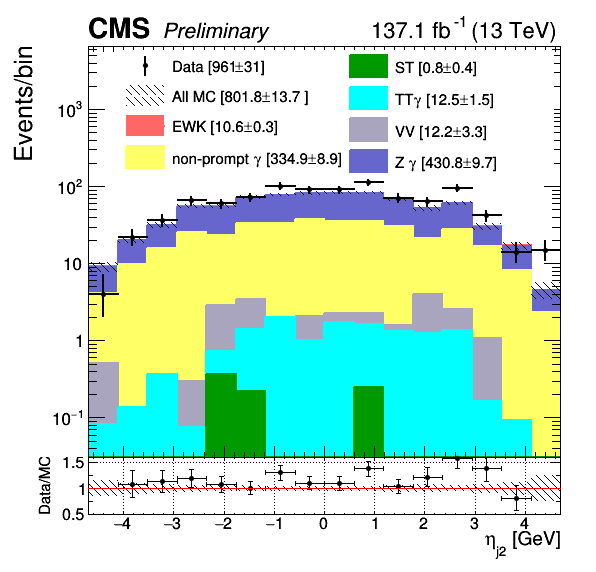 CMS Preliminary 137.1 fb⁻¹ (13 TeV)
Events/bin
Data [961±31]
All MC [801.8±13.7 ]
EWK [10.6±0.3]
non-prompt γ [334.9±8.9]
ST [0.8±0.4]
TTγ [12.5±1.5]
VV [12.2±3.3]
Z γ [430.8±9.7]
10³
10²
10
1
10⁻¹
Data/MC
1.5
1
0.5
−4 −3 −2 −1 0 1 2 3 4
η_j2 [GeV]